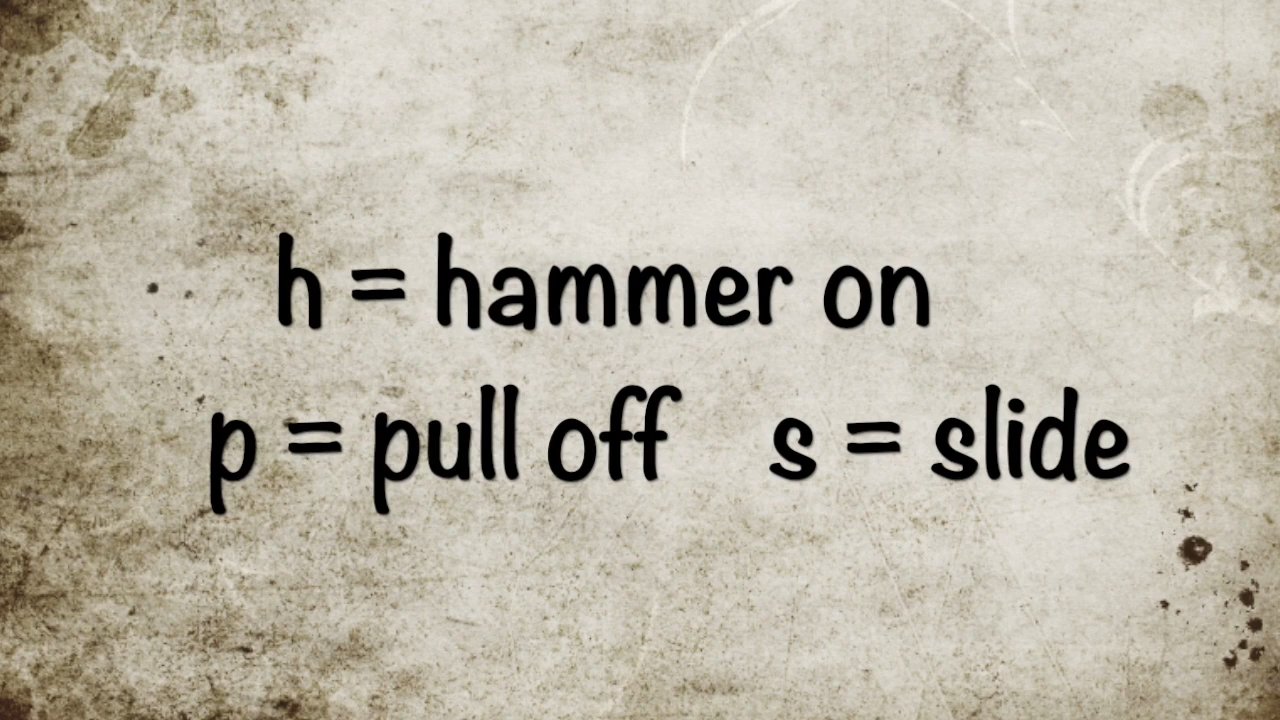 h = hammer on
p = pull off s = slide